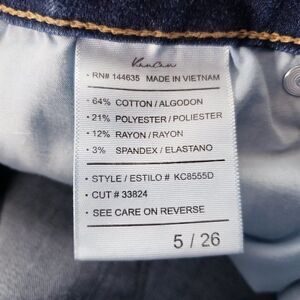 KanCan
· RN# 144635 MADE IN VIETNAM
· 64% COTTON / ALGODON
· 21% POLYESTER / POLIESTER
· 12% RAYON / RAYON
· 3% SPANDEX / ELASTANO
· STYLE / ESTILO # KC8555D
· CUT # 33824
· SEE CARE ON REVERSE
5 / 26